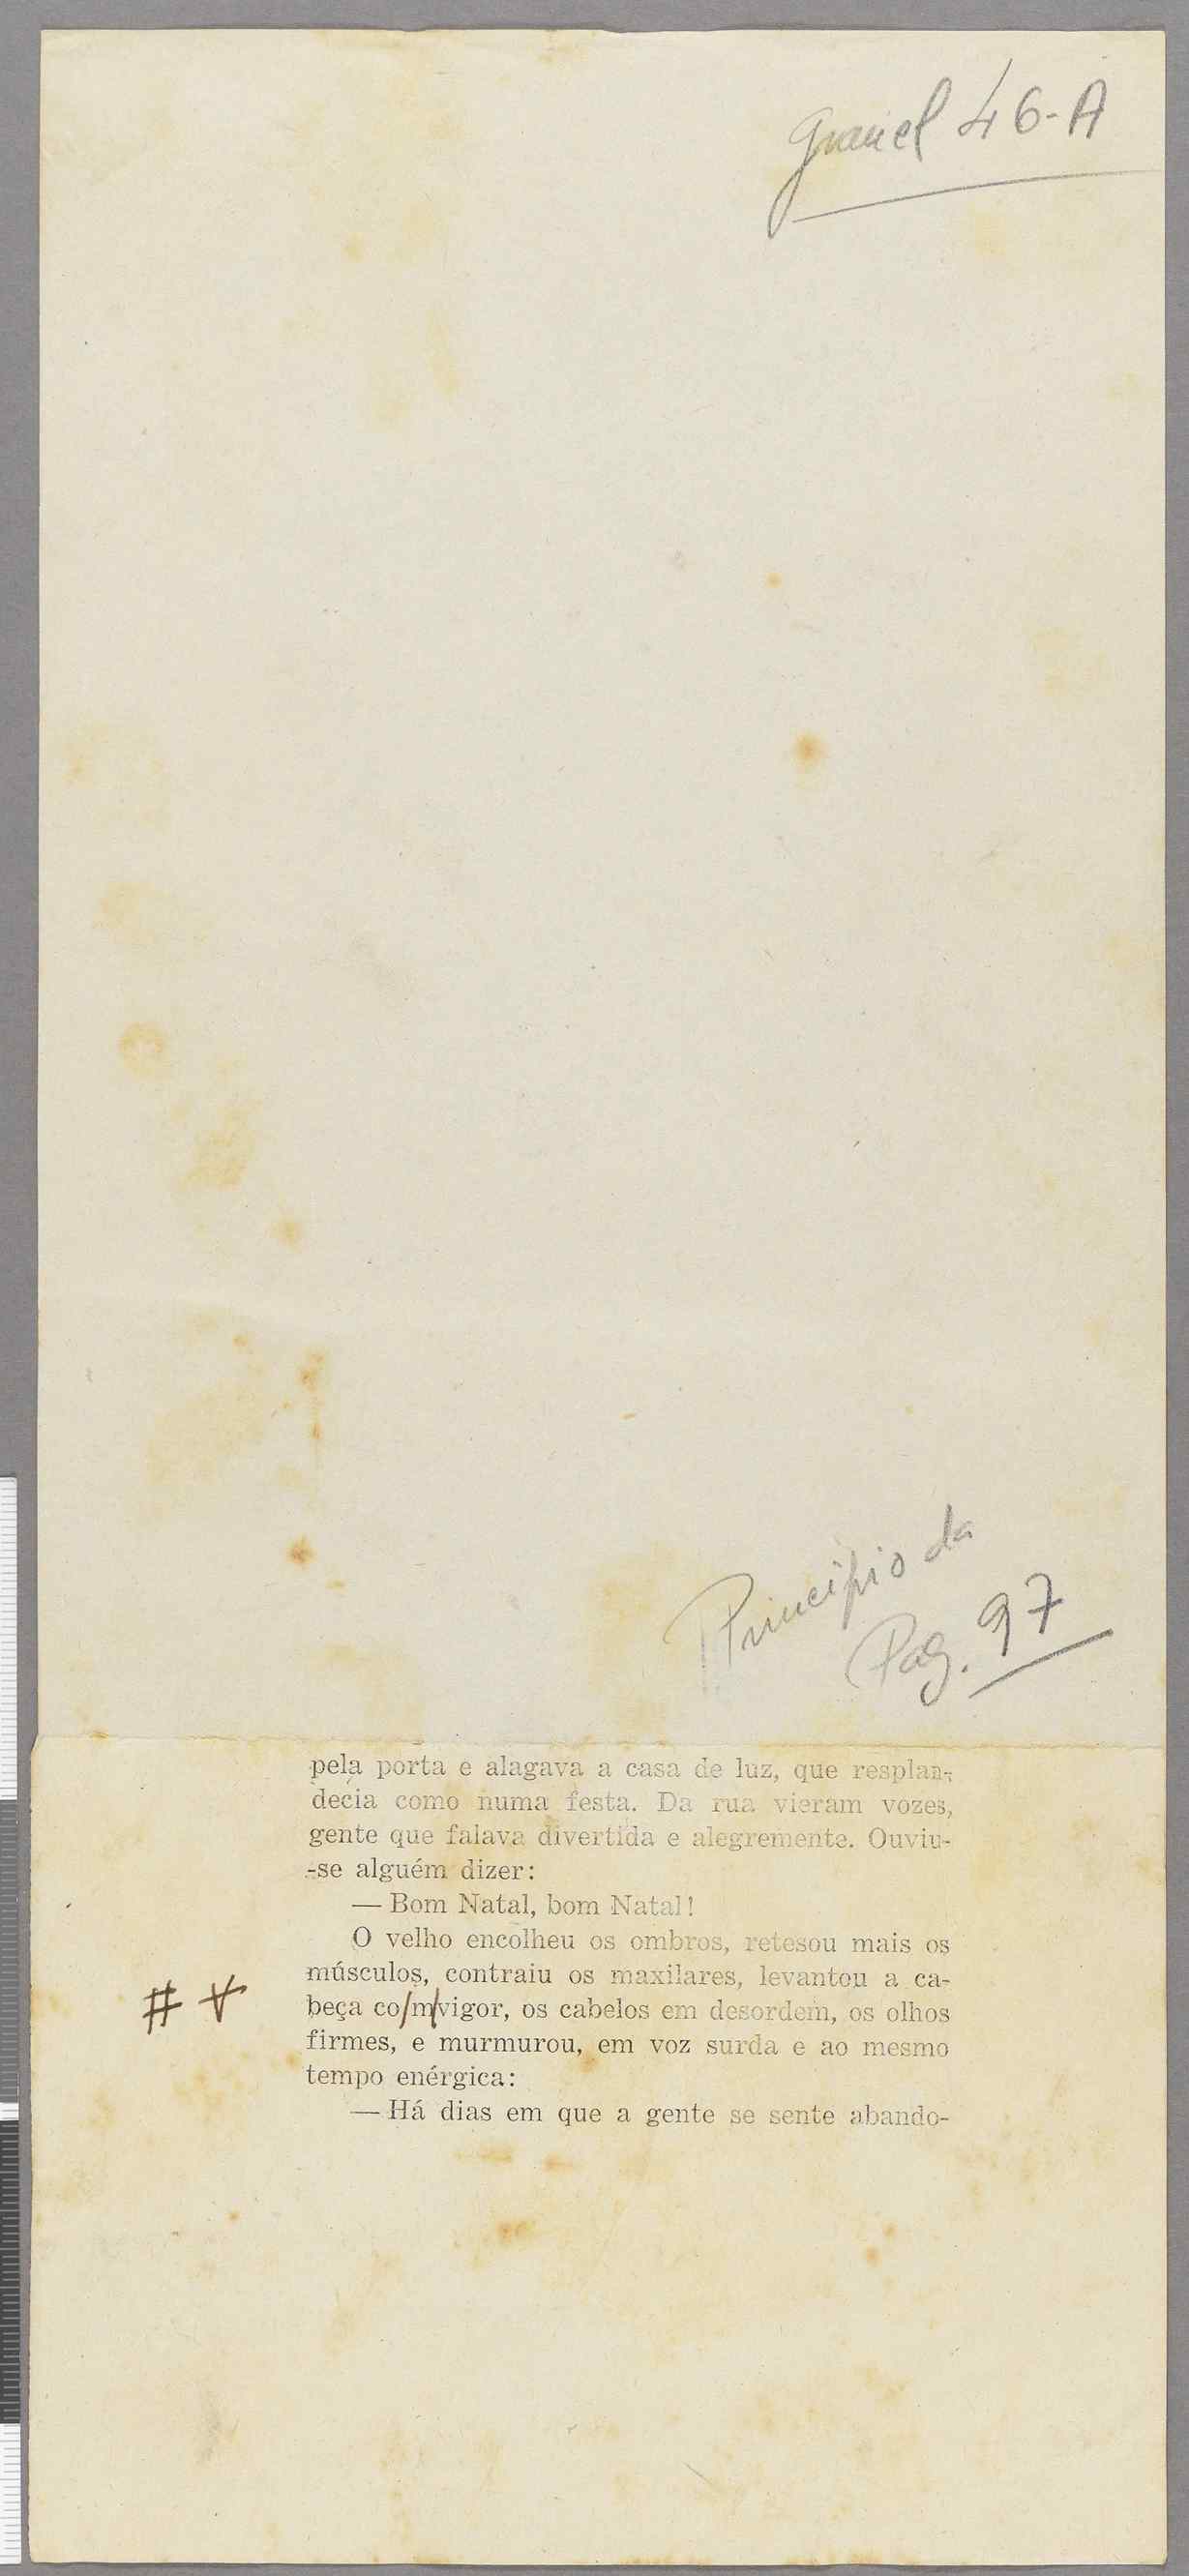 granel 46-A
Principio da
Pag. 97
pela porta e alagava a casa de luz, que resplan-
decia como numa festa. Da rua vieram vozes,
gente que falava divertida e alegremente. Ouviu-
-se alguém dizer:
— Bom Natal, bom Natal!
O velho encolheu os ombros, retesou mais os
músculos, contraiu os maxilares, levantou a ca-
# beça com vigor, os cabelos em desordem, os olhos
firmes, e murmurou, em voz surda e ao mesmo
tempo enérgica:
— Há dias em que a gente se sente abando-